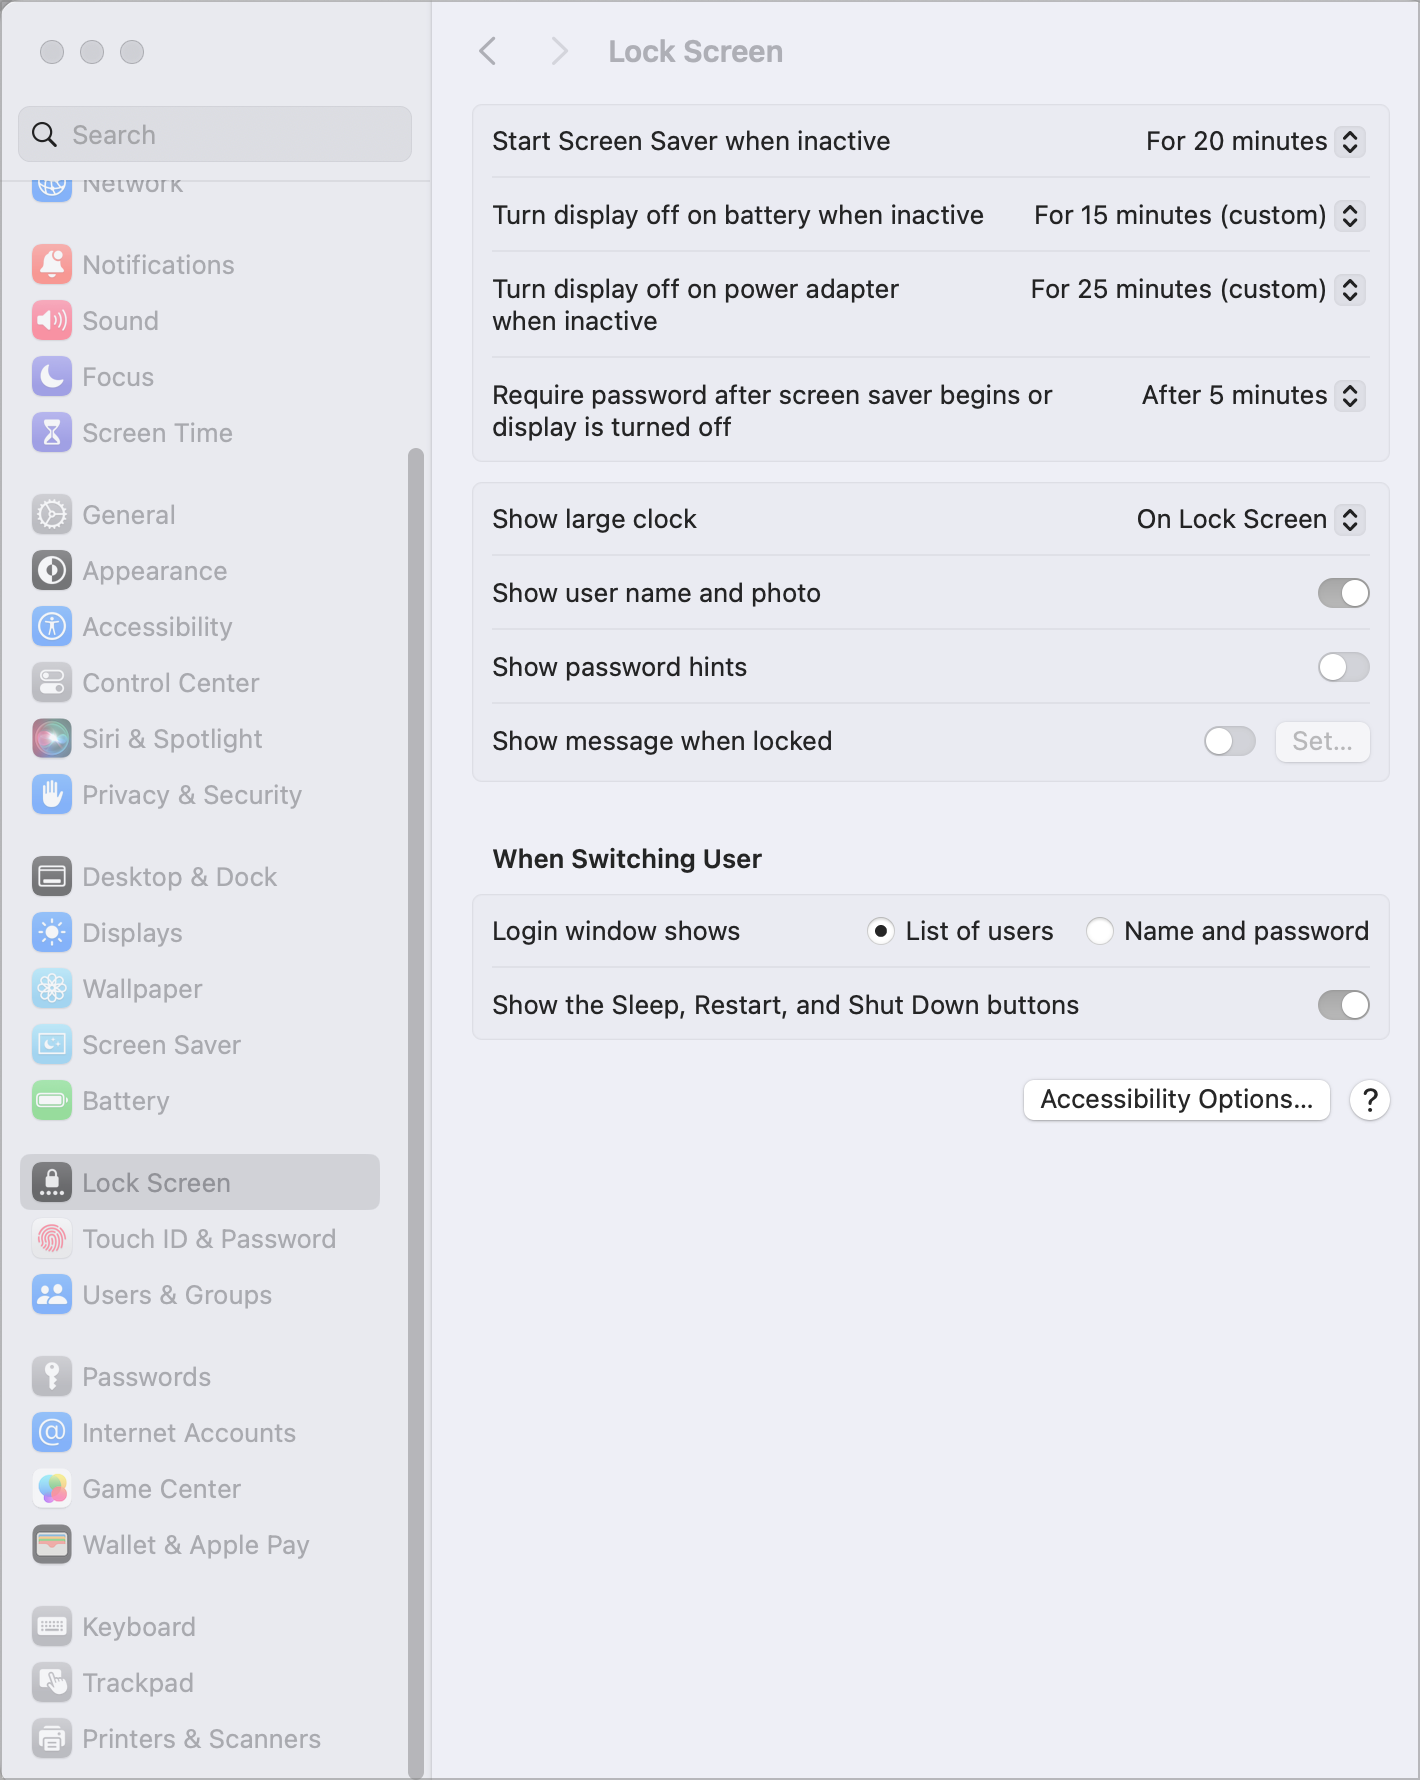 Lock Screen
Search
Network
Notifications
Sound
Focus
Screen Time
General
Appearance
Accessibility
Control Center
Siri & Spotlight
Privacy & Security
Desktop & Dock
Displays
Wallpaper
Screen Saver
Battery
Lock Screen
Touch ID & Password
Users & Groups
Passwords
Internet Accounts
Game Center
Wallet & Apple Pay
Keyboard
Trackpad
Printers & Scanners
Start Screen Saver when inactive For 20 minutes
Turn display off on battery when inactive For 15 minutes (custom)
Turn display off on power adapter For 25 minutes (custom)
when inactive
Require password after screen saver begins or After 5 minutes
display is turned off
Show large clock On Lock Screen
Show user name and photo
Show password hints
Show message when locked Set...
When Switching User
Login window shows List of users Name and password
Show the Sleep, Restart, and Shut Down buttons
Accessibility Options... ?